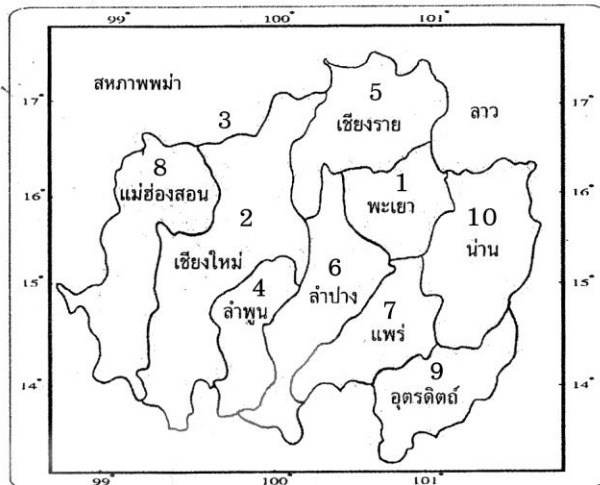 99° 100° 101°
สหภาพพม่า
17° 17°
3
5
เชียงราย
ลาว
8
แม่ฮ่องสอน
1
พะเยา
16° 16°
2
เชียงใหม่
10
น่าน
6
ลำปาง
15° 15°
4
ลำพูน
7
แพร่
9
อุตรดิตถ์
14° 14°
99° 100° 101°